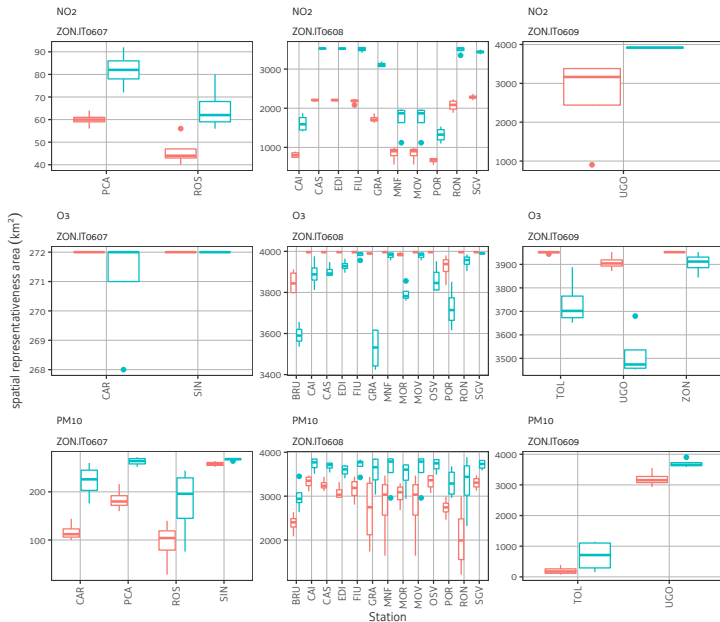 NO2 NO2 NO2
ZON.IT0607 ZON.IT0608 ZON.IT0609
90
80
70
60
50
40
PCA ROS
3000
2000
1000
CAI CAS EDI FIU GRA MNF MOV POR RON SGV
4000
3000
2000
1000
UGO
spatial representativeness area (km²)
O3 O3 O3
ZON.IT0607 ZON.IT0608 ZON.IT0609
272
271
270
269
268
CAR SIN
4000
3800
3600
3400
BRU CAI CAS EDI FIU GRA MNF MOR MOV OSV POR RON SGV
3900
3800
3700
3600
3500
TOL UGO ZON
PM10 PM10 PM10
ZON.IT0607 ZON.IT0608 ZON.IT0609
200
100
CAR PCA ROS SIN
4000
3000
2000
BRU CAI CAS EDI FIU GRA MNF MOR MOV OSV POR RON SGV
4000
3000
2000
1000
0
TOL UGO
Station